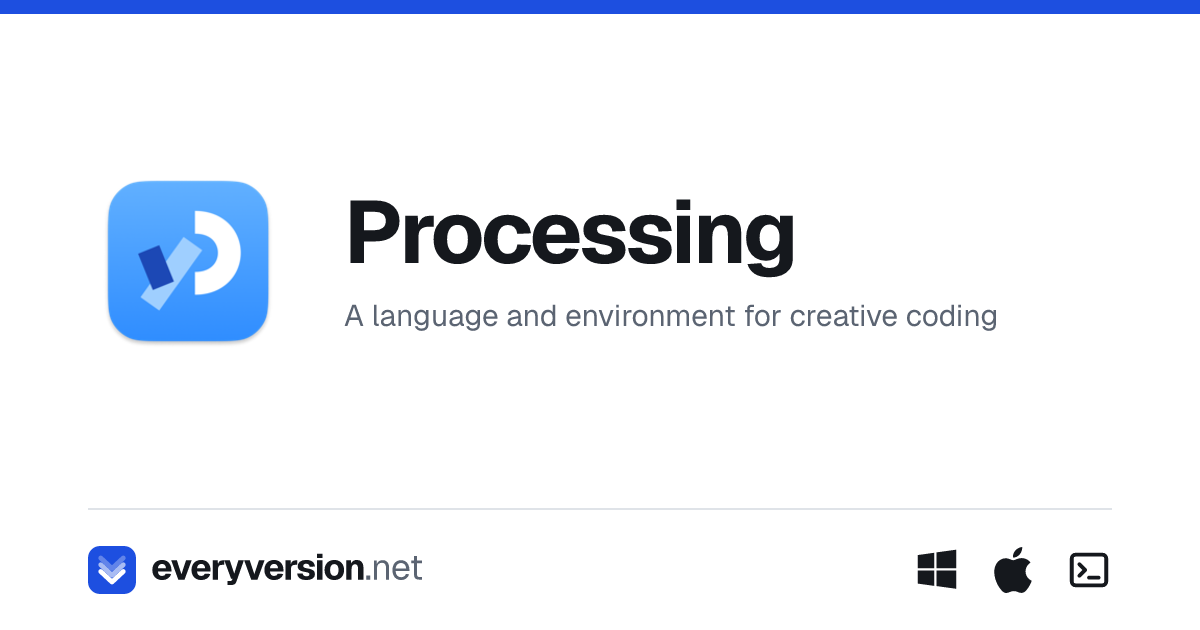 Processing
A language and environment for creative coding
everyversion.net